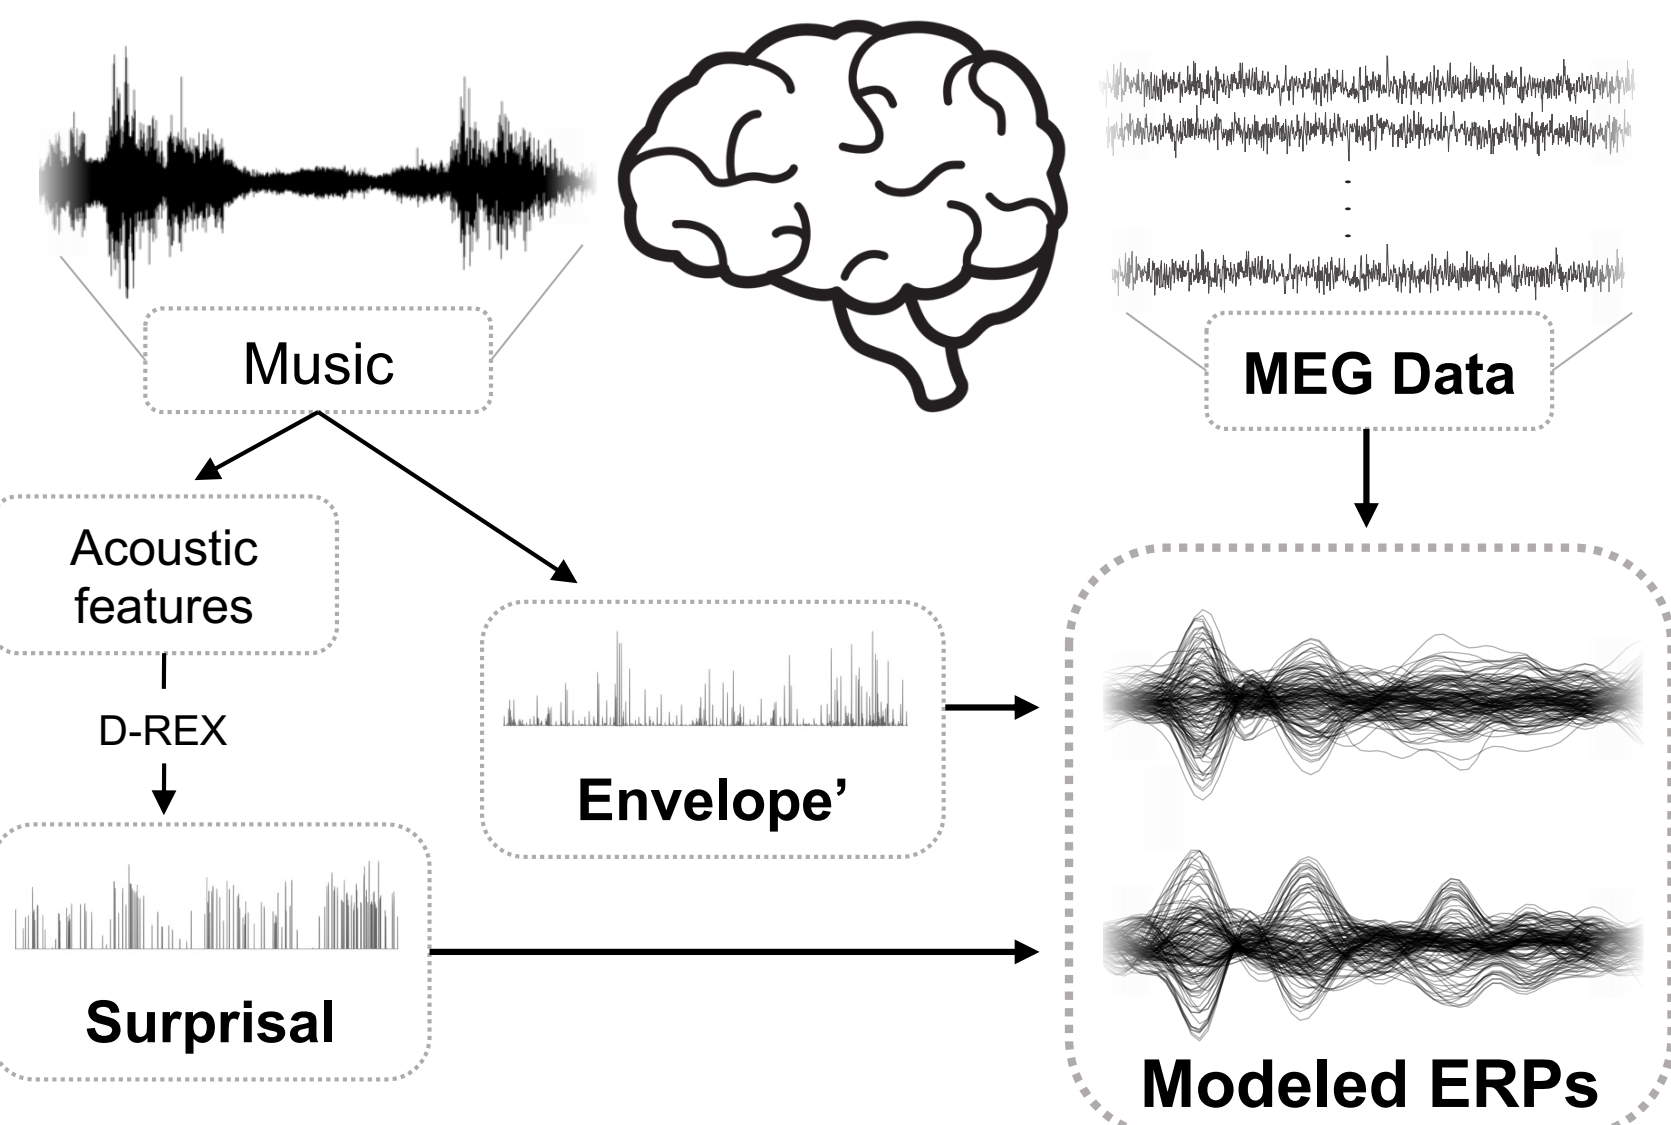 Music
MEG Data
Acoustic
features
D-REX
Envelope’
Surprisal
Modeled ERPs